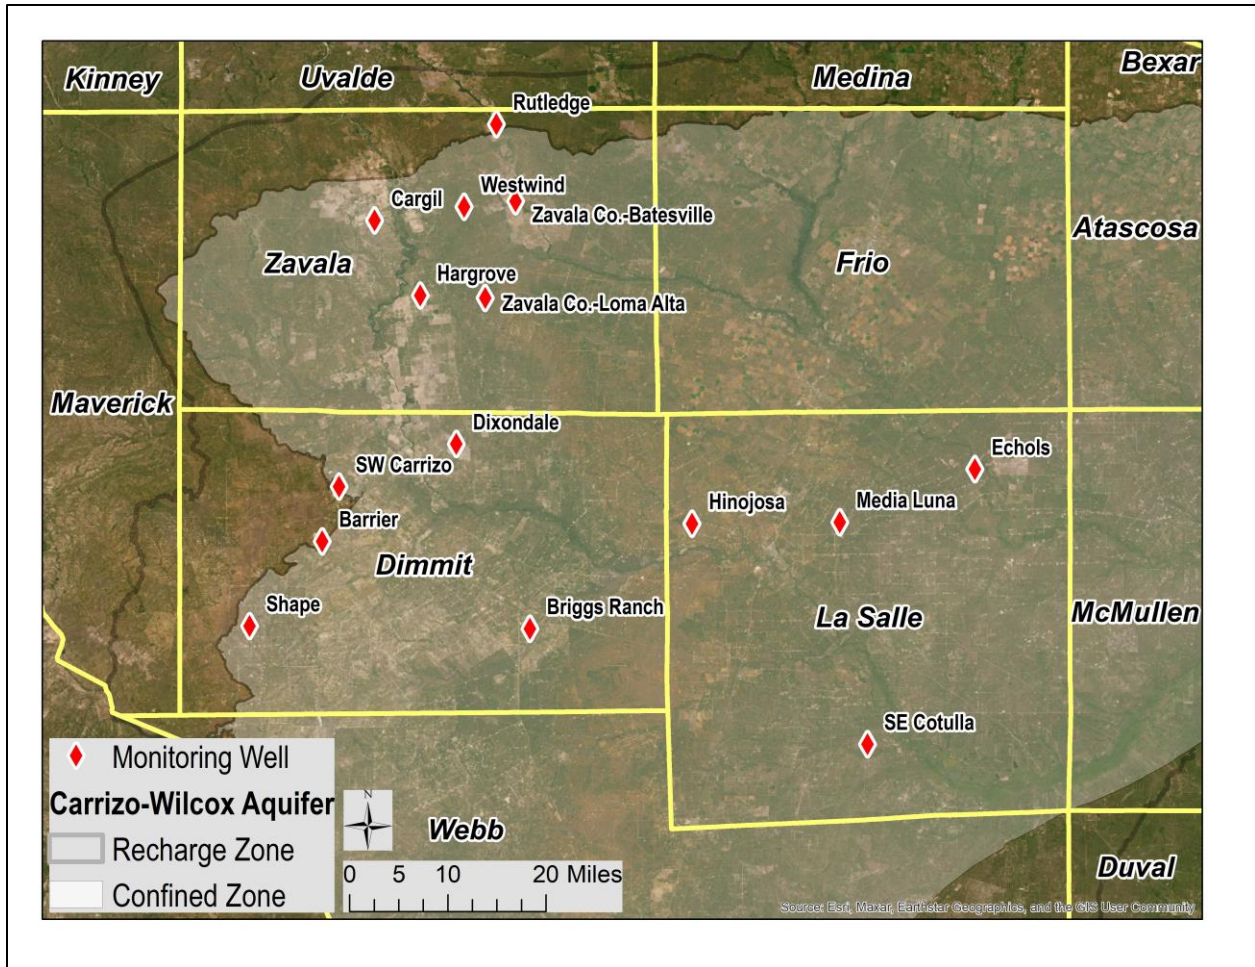 Kinney
Uvalde
Medina
Bexar
Rutledge
Cargil
Westwind
Zavala Co.-Batesville
Zavala
Frio
Atascosa
Hargrove
Zavala Co.-Loma Alta
Maverick
Dixondale
SW Carrizo
Echols
Hinojosa
Media Luna
Barrier
Dimmit
Shape
Briggs Ranch
La Salle
McMullen
SE Cotulla
Monitoring Well
Carrizo-Wilcox Aquifer
Recharge Zone
Confined Zone
N
0 5 10 20 Miles
Webb
Duval
Source: Esri, Maxar, Earthstar Geographics, and the GIS User Community